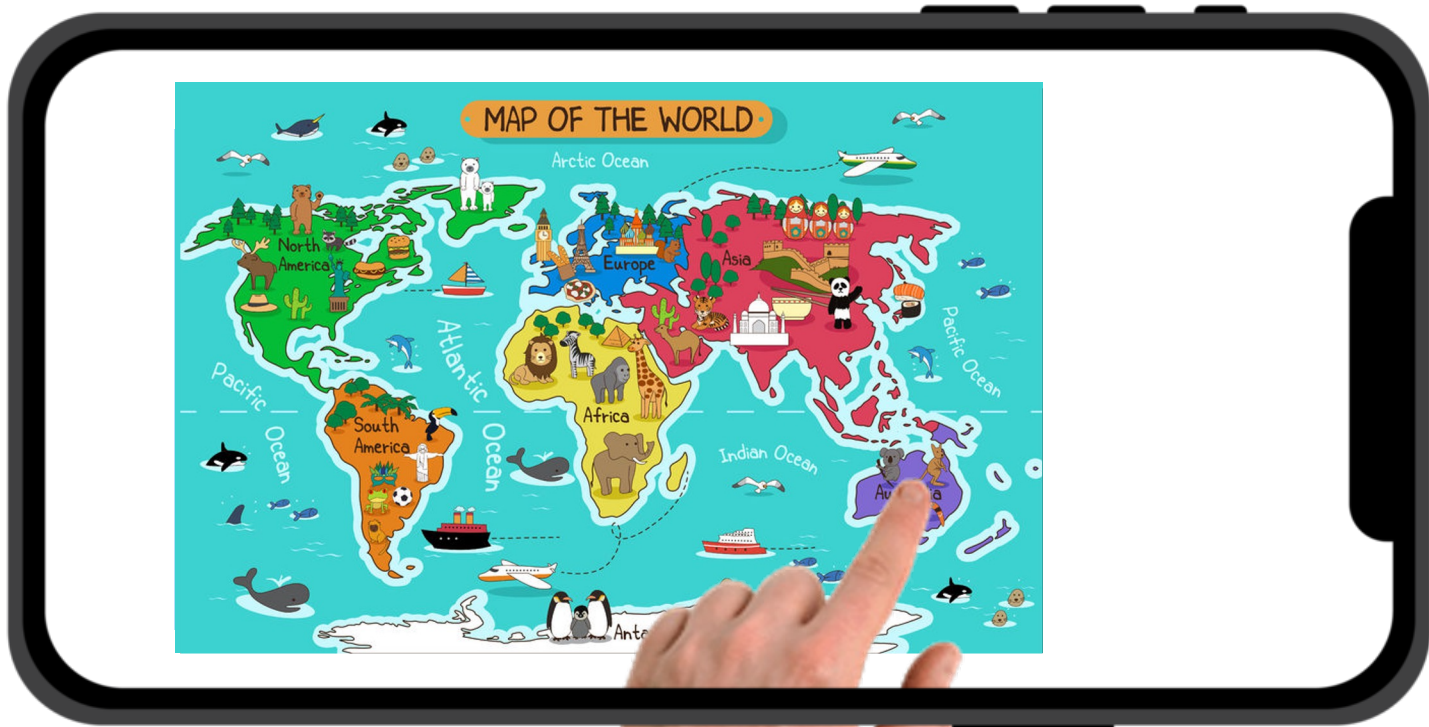 MAP OF THE WORLD
Arctic Ocean
North
America
Europe
Asia
Atlantic
Ocean
Pacific
Ocean
Pacific Ocean
Africa
South
America
Indian Ocean